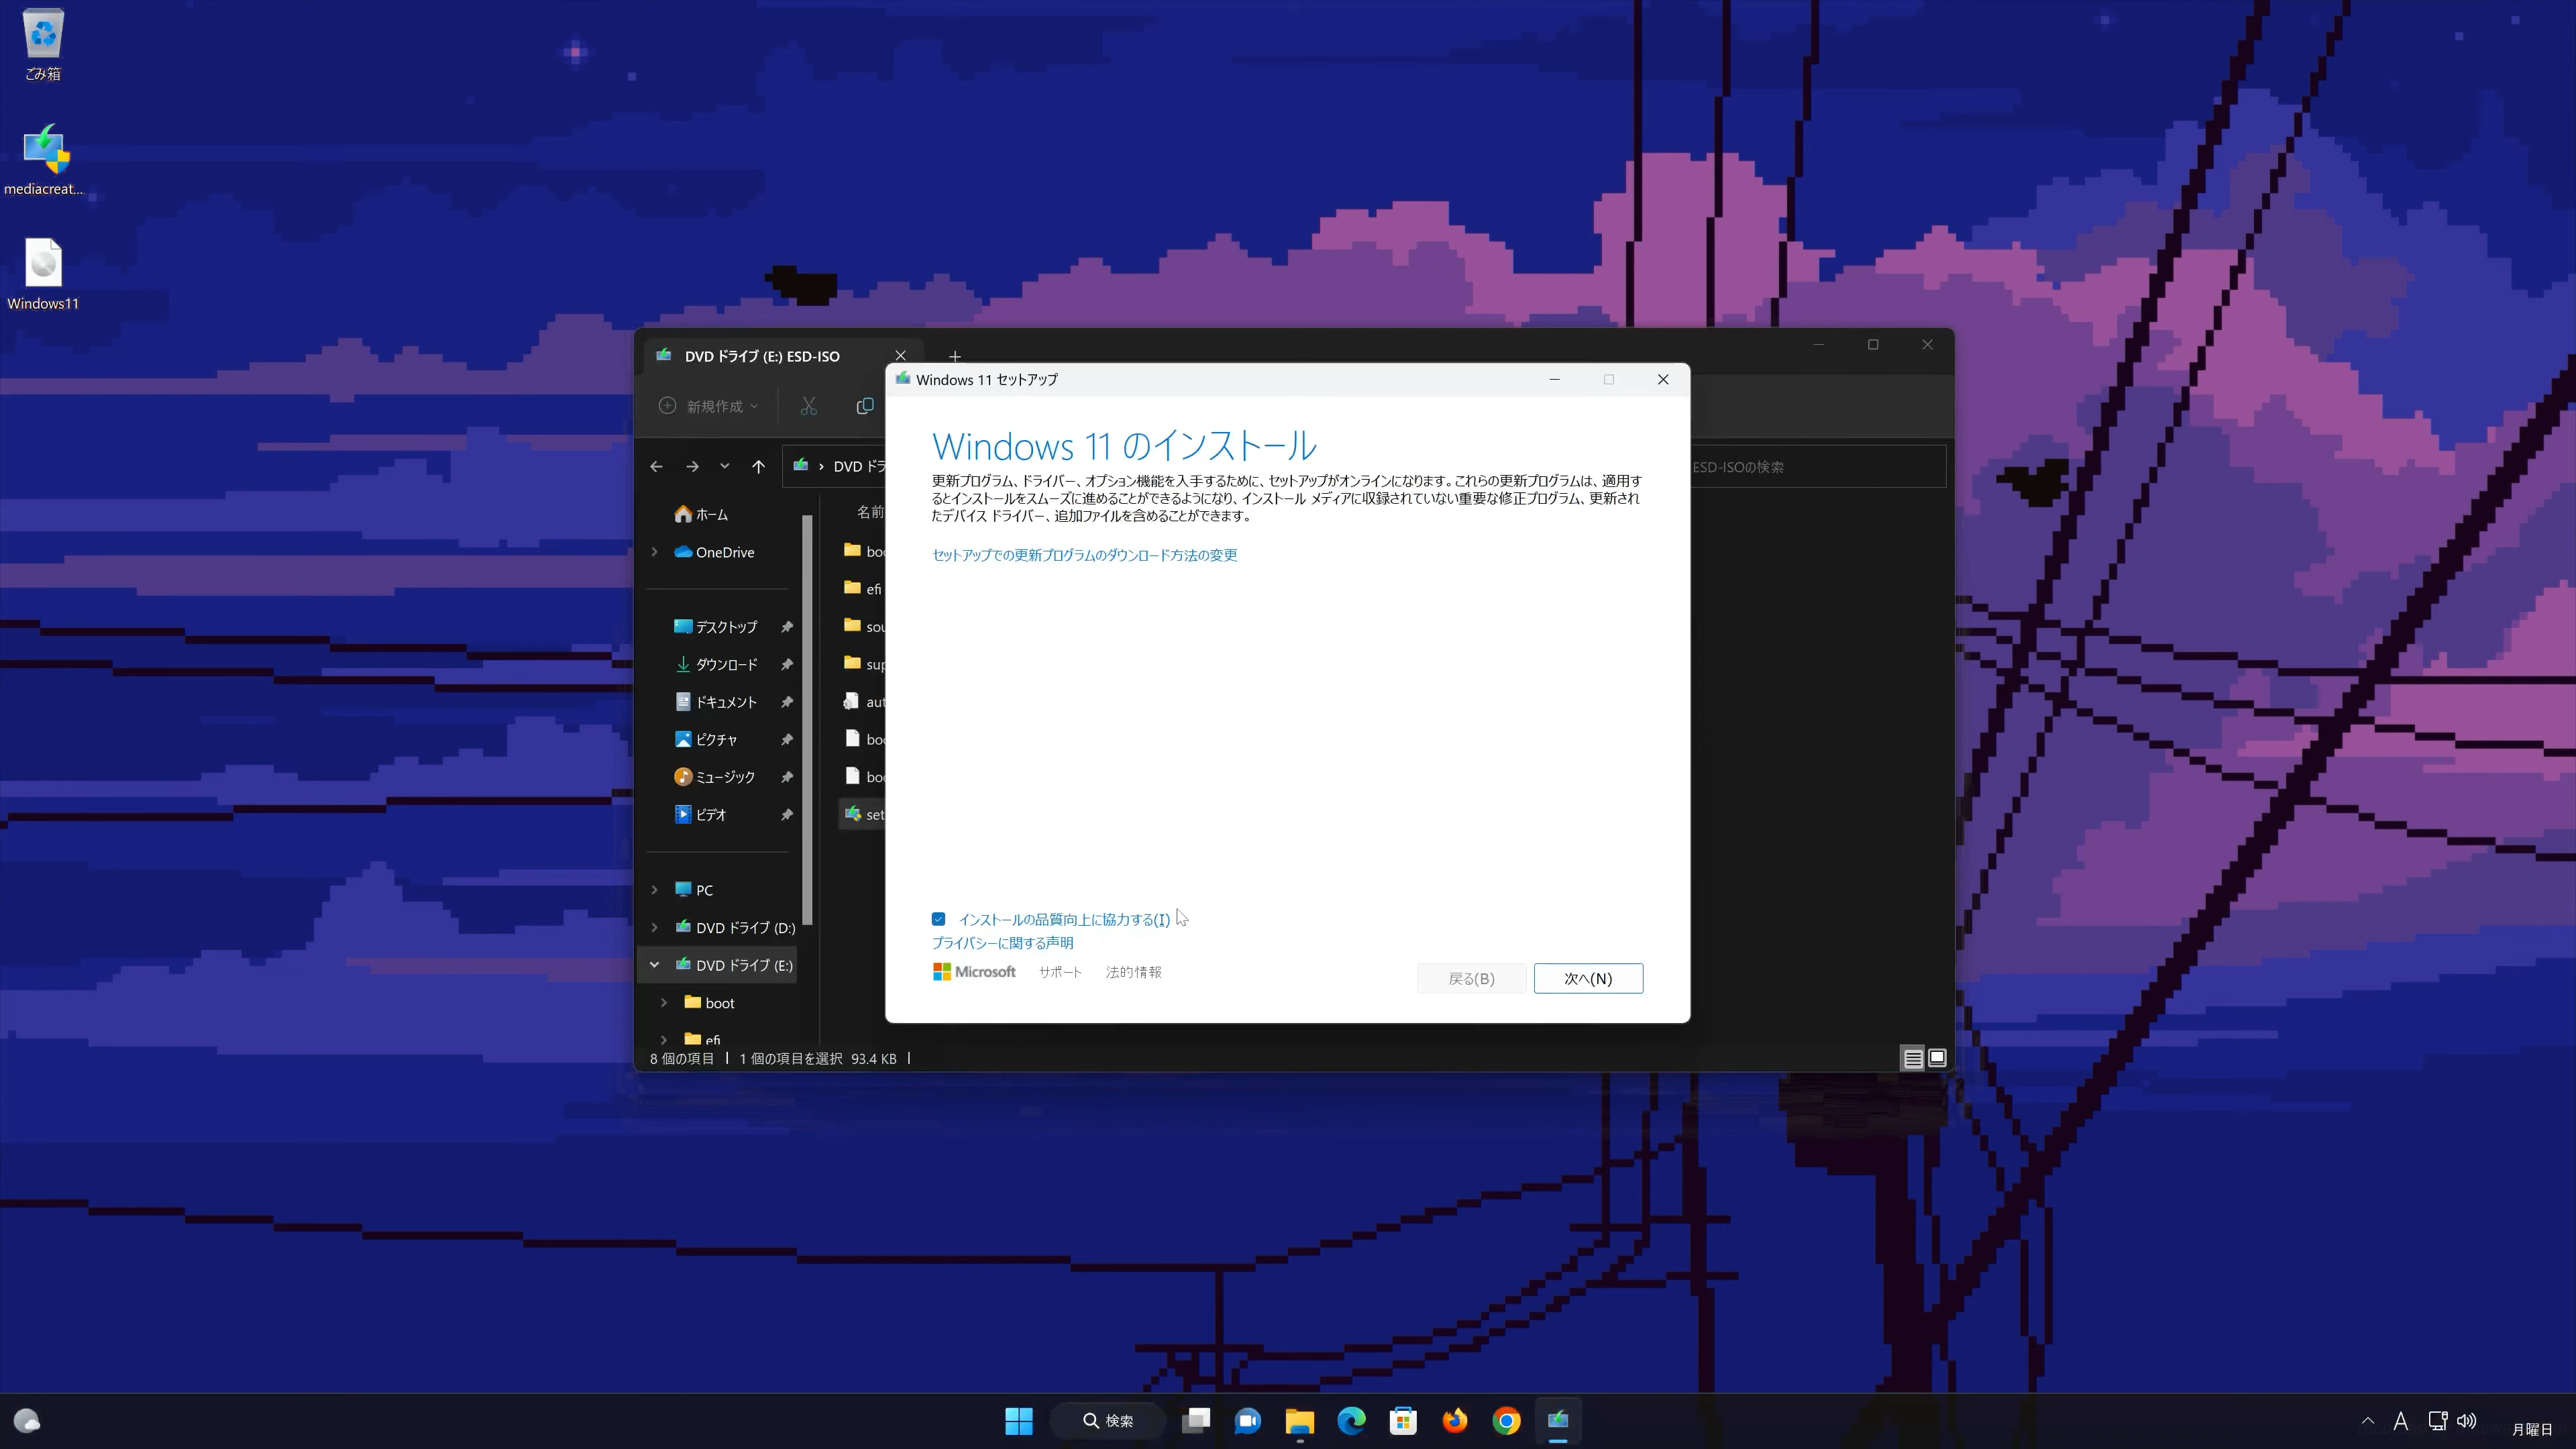 ごみ箱
mediacreat...
Windows11
DVD ドライブ (E:) ESD-ISO
新規作成
DVD ドラ
ESD-ISOの検索
名前
ホーム
OneDrive
デスクトップ
ダウンロード
ドキュメント
ピクチャ
ミュージック
ビデオ
PC
DVD ドライブ (D:)
DVD ドライブ (E:)
boot
efi
boo
efi
sou
sup
aut
boo
boo
set
8 個の項目
1 個の項目を選択 93.4 KB
Windows 11 セットアップ
Windows 11 のインストール
更新プログラム、ドライバー、オプション機能を入手するために、セットアップがオンラインになります。これらの更新プログラムは、適用す
るとインストールをスムーズに進めることができるようになり、インストール メディアに収録されていない重要な修正プログラム、更新され
たデバイス ドライバー、追加ファイルを含めることができます。
セットアップでの更新プログラムのダウンロード方法の変更
インストールの品質向上に協力する(I)
プライバシーに関する声明
Microsoft サポート 法的情報
戻る(B) 次へ(N)
検索
A
月曜日